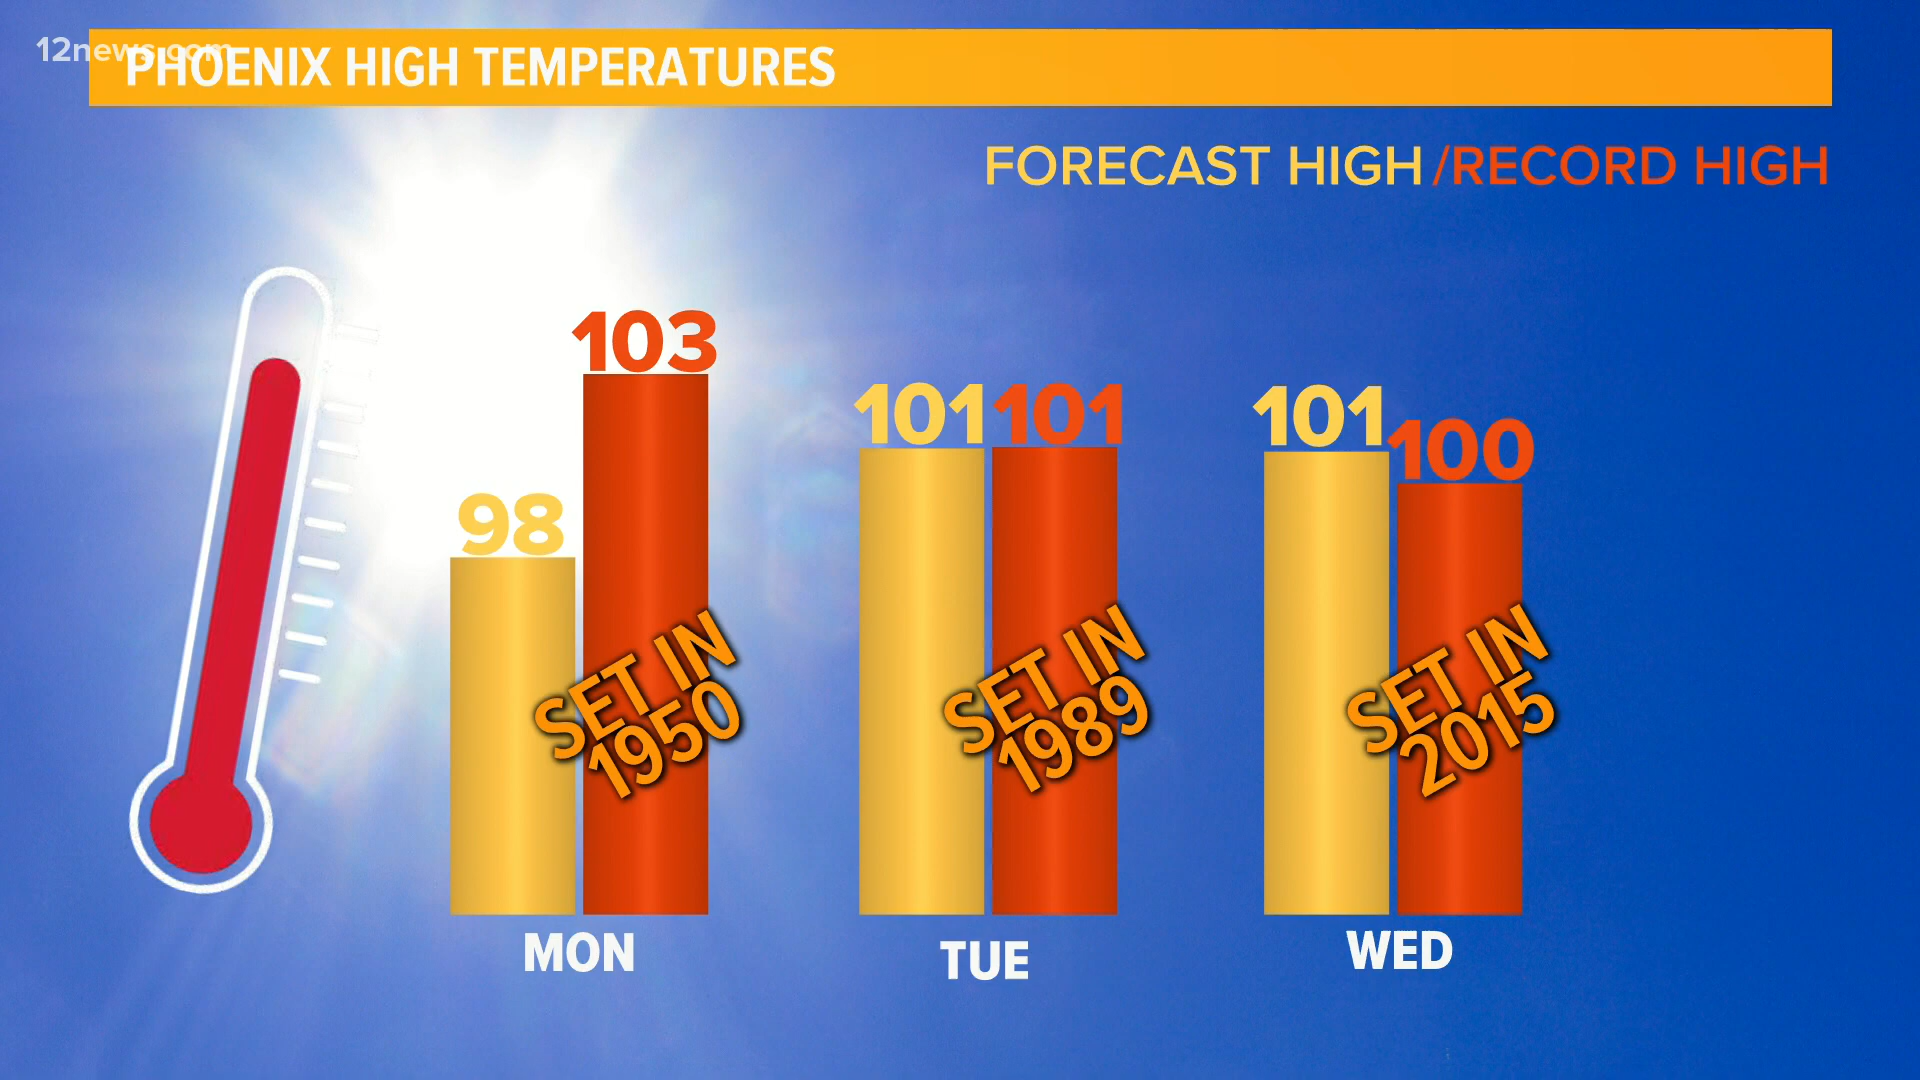 12news.com
PHOENIX HIGH TEMPERATURES
FORECAST HIGH /RECORD HIGH
98
103
SET IN
1950
MON
101
101
SET IN
1989
TUE
101
100
SET IN
2015
WED